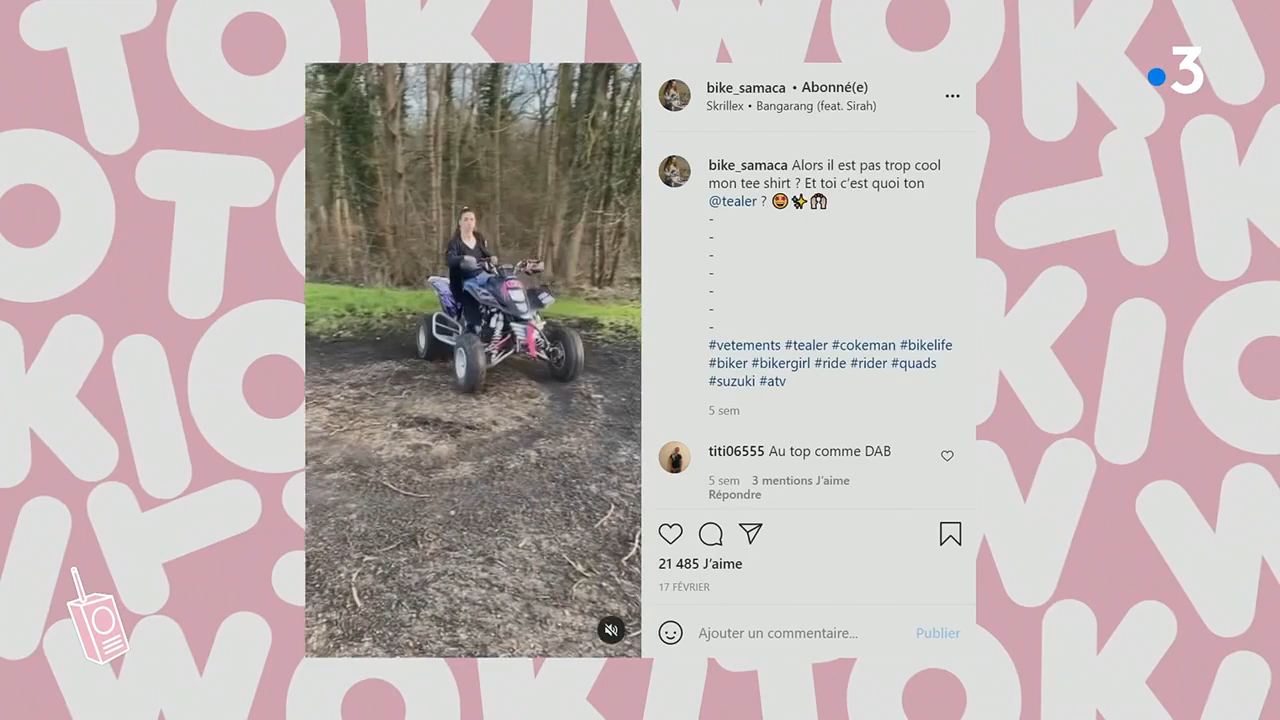 TOKIWOKI
3
bike_samaca • Abonné(e)
Skrillex • Bangarang (feat. Sirah)
bike_samaca Alors il est pas trop cool
mon tee shirt ? Et toi c'est quoi ton
@tealer ? 🤩✨🙌
-
-
-
-
-
-
-
#vetements #tealer #cokeman #bikelife
#biker #bikergirl #ride #rider #quads
#suzuki #atv
5 sem
titi06555 Au top comme DAB
5 sem 3 mentions J'aime
Répondre
21 485 J'aime
17 FÉVRIER
Ajouter un commentaire... Publier